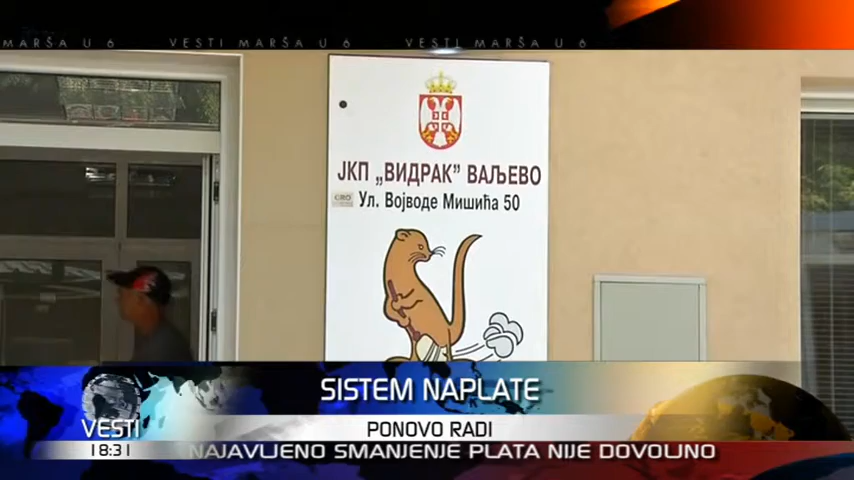 MARŠA U 6 VESTI MARŠA U 6 VESTI MARŠA U 6
ЈКП „ВИДРАК” ВАЉЕВО
Ул. Војводе Мишића 50
SISTEM NAPLATE
PONOVO RADI
VESTI
18:31
NAJAVLJENO SMANJENJE PLATA NIJE DOVOLJNO